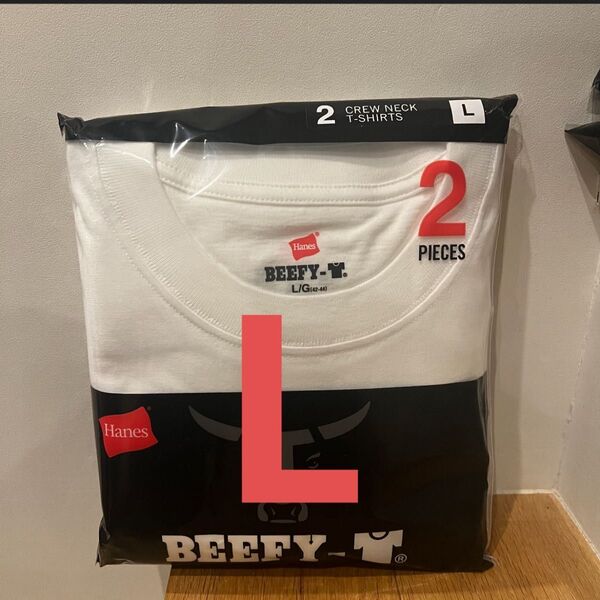 2 CREW NECK
T-SHIRTS
L
2
PIECES
Hanes
BEEFY-T®
L/G(42-44)
L
Hanes
BEEFY-T®